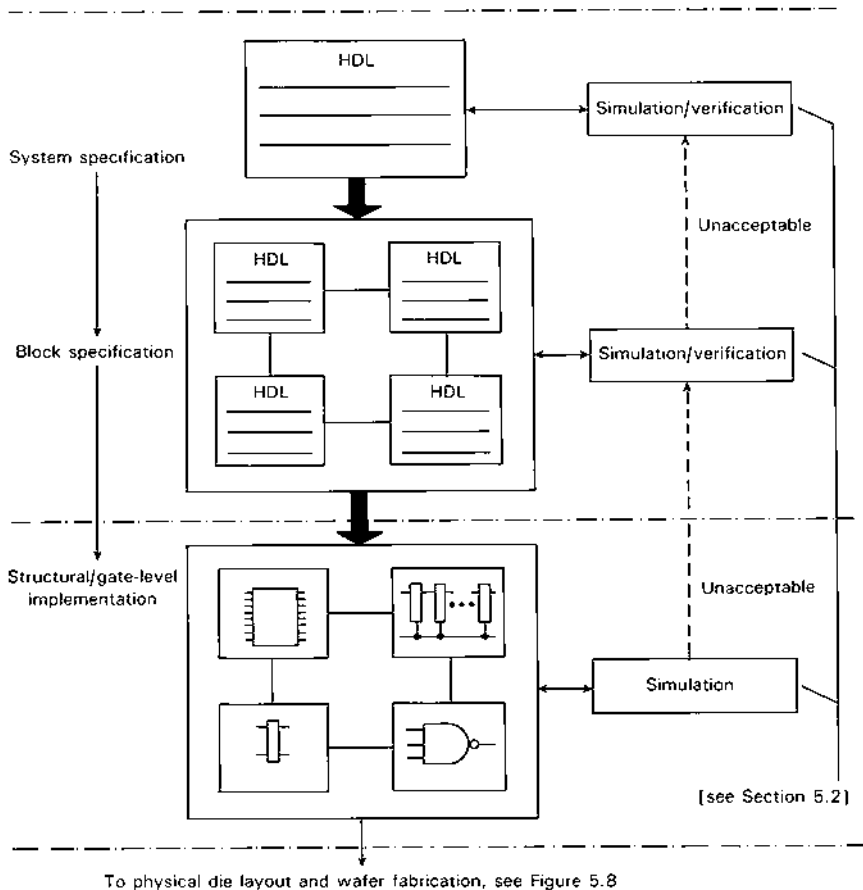 HDL
Simulation/verification
System specification
Unacceptable
HDL
HDL
Block specification
Simulation/verification
HDL
HDL
Structural/gate-level
implementation
Unacceptable
Simulation
[see Section 5.2]
To physical die layout and wafer fabrication, see Figure 5.8